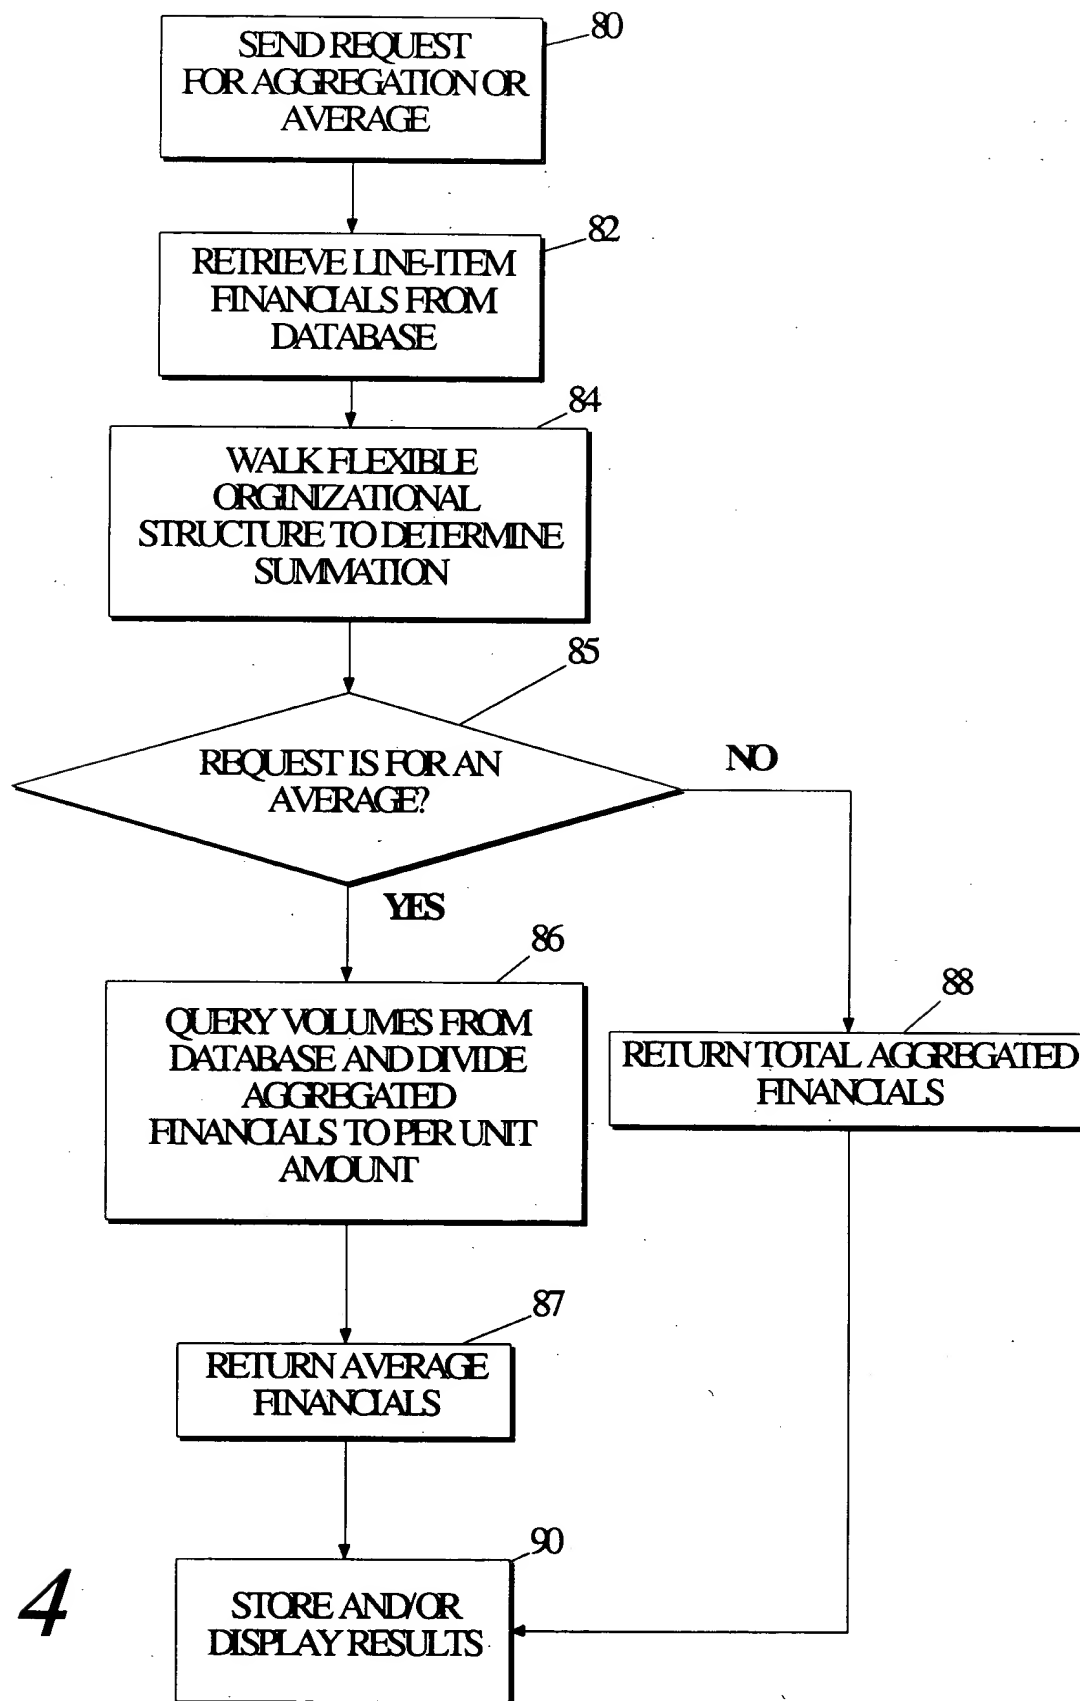 80
SEND REQUEST
FOR AGGREGATION OR
AVERAGE
82
RETRIEVE LINE-ITEM
FINANCIALS FROM
DATABASE
84
WALK FLEXIBLE
ORGINIZATIONAL
STRUCTURE TO DETERMINE
SUMMATION
85
REQUEST IS FOR AN
AVERAGE?
NO
YES
86
QUERY VOLUMES FROM
DATABASE AND DIVIDE
AGGREGATED
FINANCIALS TO PER UNIT
AMOUNT
88
RETURN TOTAL AGGREGATED
FINANCIALS
87
RETURN AVERAGE
FINANCIALS
90
STORE AND/OR
DISPLAY RESULTS
4